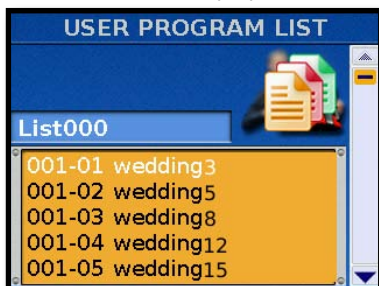 USER PROGRAM LIST
List000
001-01 wedding3
001-02 wedding5
001-03 wedding8
001-04 wedding12
001-05 wedding15